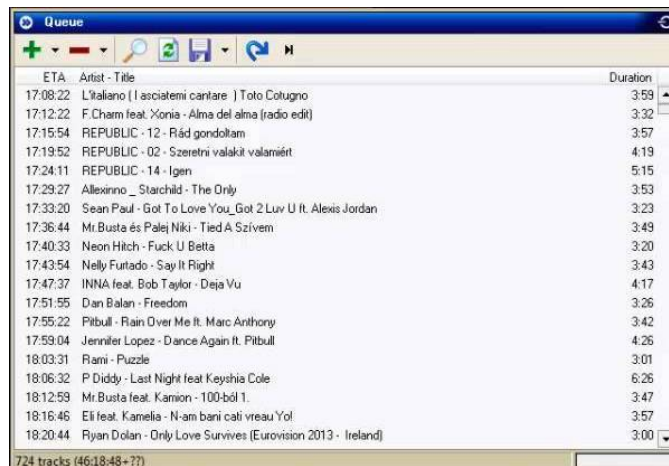 Queue
ETA Artist - Title Duration
17:08:22 L'italiano ( l asciatemi cantare ) Toto Cotugno 3:59
17:12:22 F.Charm feat. Xonia - Alma del alma (radio edit) 3:32
17:15:54 REPUBLIC - 12 - Rád gondoltam 3:57
17:19:52 REPUBLIC - 02 - Szeretni valakit valamiért 4:19
17:24:11 REPUBLIC - 14 - Igen 5:15
17:29:27 Allexinno _ Starchild - The Only 3:53
17:33:20 Sean Paul - Got To Love You_Got 2 Luv U ft. Alexis Jordan 3:23
17:36:44 Mr.Busta és Palej Niki - Tied A Szívem 3:49
17:40:33 Neon Hitch - Fuck U Betta 3:20
17:43:54 Nelly Furtado - Say It Right 3:43
17:47:37 INNA feat. Bob Taylor - Deja Vu 4:17
17:51:55 Dan Balan - Freedom 3:26
17:55:22 Pitbull - Rain Over Me ft. Marc Anthony 3:42
17:59:04 Jennifer Lopez - Dance Again ft. Pitbull 4:26
18:03:31 Rami - Puzzle 3:01
18:06:32 P Diddy - Last Night feat Keyshia Cole 6:26
18:12:59 Mr.Busta feat. Kamion - 100-ból 1. 3:47
18:16:46 Eli feat. Kamelia - N-am bani cati vreau Yo! 3:57
18:20:44 Ryan Dolan - Only Love Survives (Eurovision 2013 - Ireland) 3:00
724 tracks (46:18:48+??)